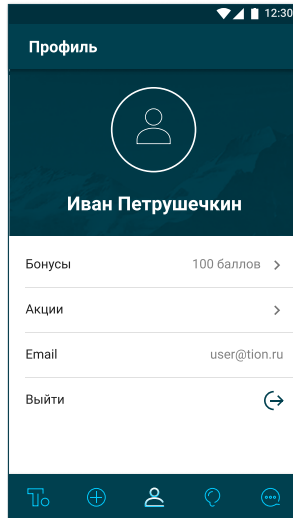 12:30
Профиль
Иван Петрушечкин
Бонусы 100 баллов
Акции
Email user@tion.ru
Выйти